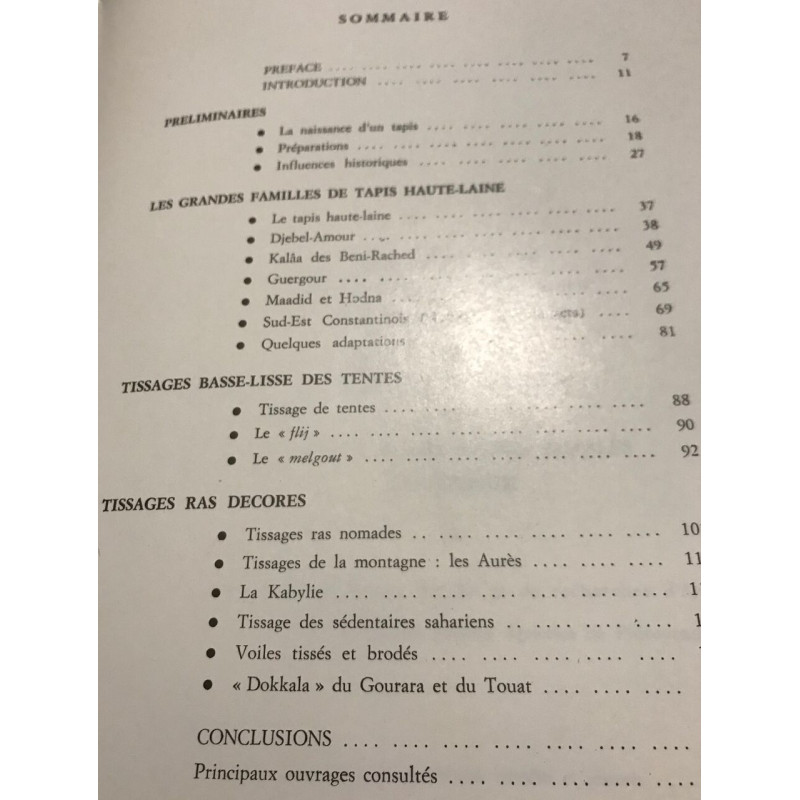 SOMMAIRE
PREFACE .... .... .... .... .... .... 7
INTRODUCTION .... .... .... .... .... 11
PRELIMINAIRES
• La naissance d'un tapis .... .... .... .... 16
• Préparations .... .... .... .... .... .... 18
• Influences historiques .... .... .... .... 27
LES GRANDES FAMILLES DE TAPIS HAUTE-LAINE
• Le tapis haute-laine .... .... .... .... .... 37
• Djebel-Amour .... .... .... .... .... .... 38
• Kalâa des Beni-Rached .... .... .... .... 49
• Guergour .... .... .... .... .... .... .... 57
• Maadid et Hodna .... .... .... .... .... 65
• Sud-Est Constantinois .... 69
• Quelques adaptations .... .... .... .... 81
TISSAGES BASSE-LISSE DES TENTES
• Tissage de tentes .... .... .... .... .... .... 88
• Le « flij » .... .... .... .... .... .... .... 90
• Le « melgout » .... .... .... .... .... .... 92
TISSAGES RAS DECORES
• Tissages ras nomades .. .... .... .... .... .... 10
• Tissages de la montagne : les Aurès .... .... .... 11
• La Kabylie .... .... .... .... .... .... .... 1
• Tissage des sédentaires sahariens .... .... .... 1
• Voiles tissés et brodés .... .... .... .... ....
• « Dokkala » du Gourara et du Touat .... .... ....
CONCLUSIONS .... .... .... .... .... .... ....
Principaux ouvrages consultés .... .... .... ....